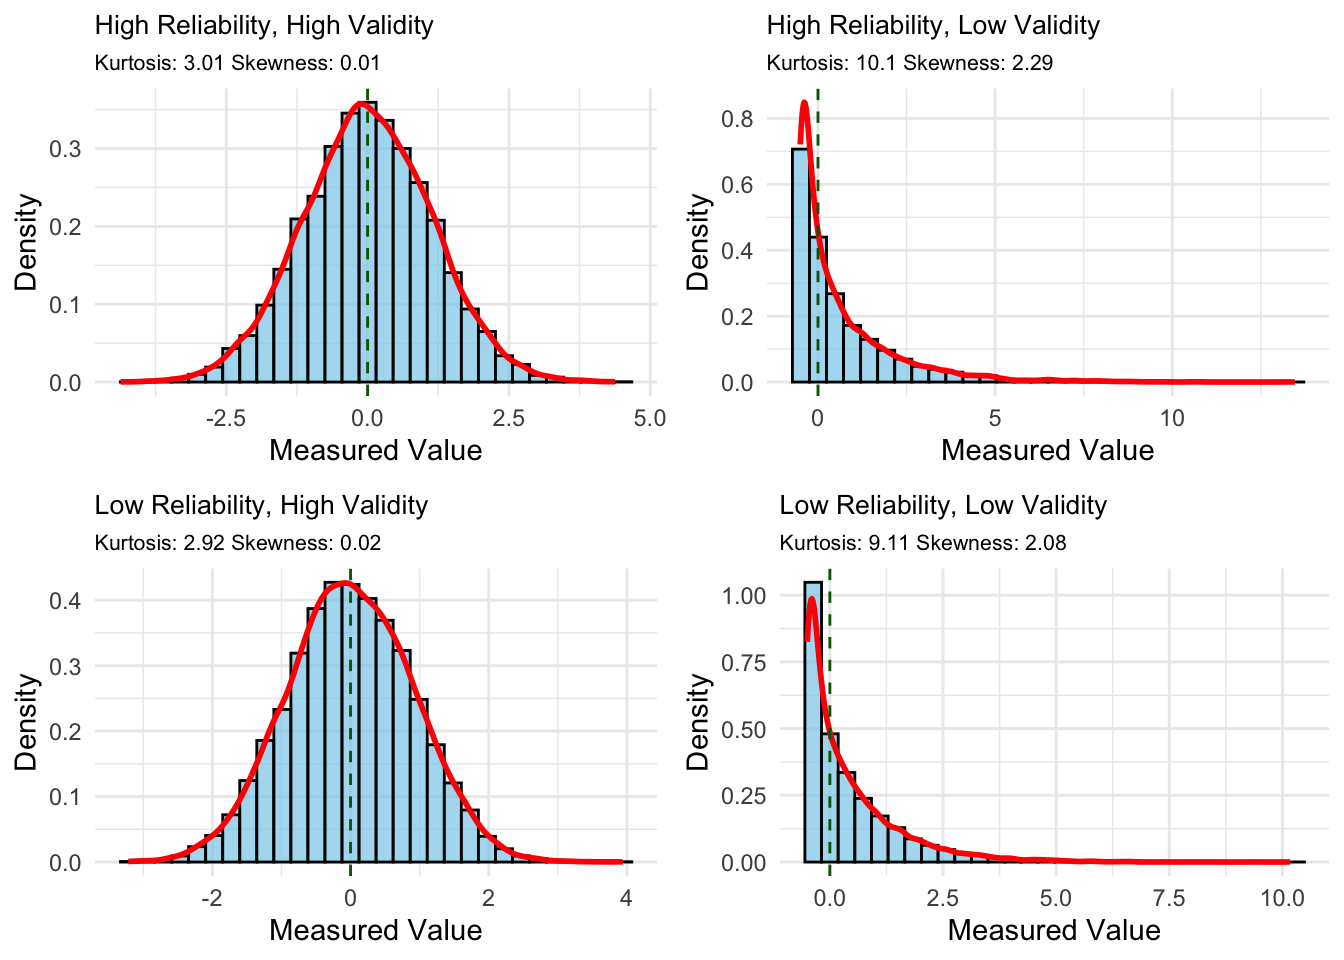 High Reliability, High Validity
Kurtosis: 3.01 Skewness: 0.01
Density
0.3
0.2
0.1
0.0
-2.5 0.0 2.5 5.0
Measured Value
High Reliability, Low Validity
Kurtosis: 10.1 Skewness: 2.29
Density
0.8
0.6
0.4
0.2
0.0
0 5 10
Measured Value
Low Reliability, High Validity
Kurtosis: 2.92 Skewness: 0.02
Density
0.4
0.3
0.2
0.1
0.0
-2 0 2 4
Measured Value
Low Reliability, Low Validity
Kurtosis: 9.11 Skewness: 2.08
Density
1.00
0.75
0.50
0.25
0.00
0.0 2.5 5.0 7.5 10.0
Measured Value